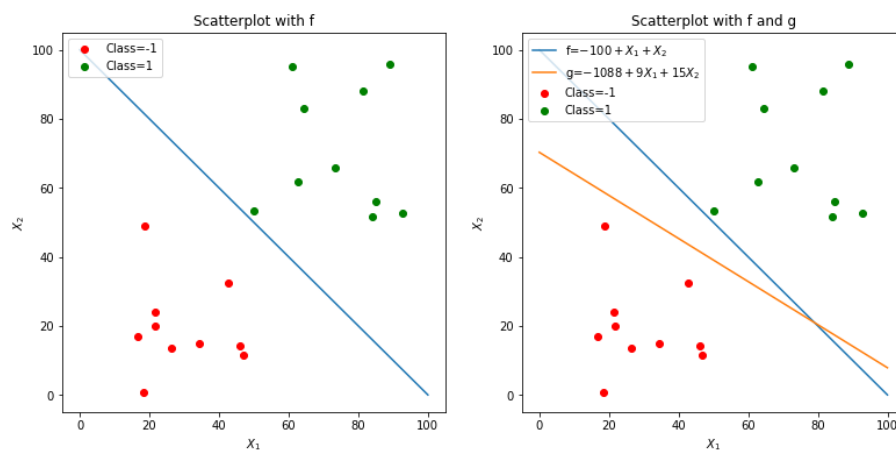 Scatterplot with f
Class=-1
Class=1
100
80
60
40
20
0
X₂
0 20 40 60 80 100
X₁
Scatterplot with f and g
f=−100 + X₁ + X₂
g=−1088 + 9X₁ + 15X₂
Class=-1
Class=1
100
80
60
40
20
0
X₂
0 20 40 60 80 100
X₁